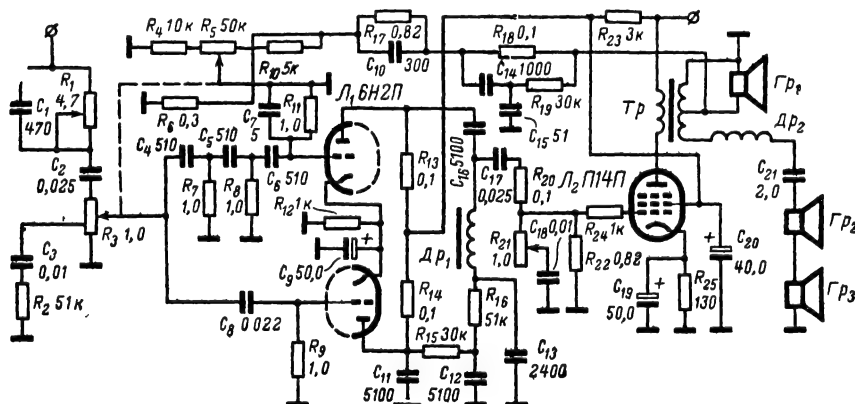 R₄ 10к
R₅ 50к
R₁₇ 0,82
C₁₀ 300
R₁₈ 0,1
R₂₃ 3к
R₁ 4,7
C₁ 470
R₁₀ 5к
R₆ 0,3
C₇ 5
R₁₁ 1,0
Л₁ 6Н2П
C₁₄ 1000
R₁₉ 30к
C₁₅ 51
Тр
Гр₁
Др₂
C₂ 0,025
C₄ 510
C₅ 510
C₆ 510
R₇ 1,0
R₈ 1,0
R₁₃ 0,1
C₁₆ 5100
C₁₇ 0,025
R₂₀ 0,1
Л₂ П14П
C₂₁ 2,0
R₃ 1,0
R₁₂ 1к
C₉ 50,0
+
Др₁
R₂₁ 1,0
C₁₈ 0,01
R₂₄ 1к
R₂₂ 0,82
+
C₂₀ 40,0
Гр₂
C₃ 0,01
R₂ 51к
C₈ 0,022
R₉ 1,0
R₁₄ 0,1
R₁₅ 30к
R₁₆ 51к
C₁₁ 5100
C₁₂ 5100
C₁₃ 2400
C₁₉ 50,0
+
R₂₅ 130
Гр₃